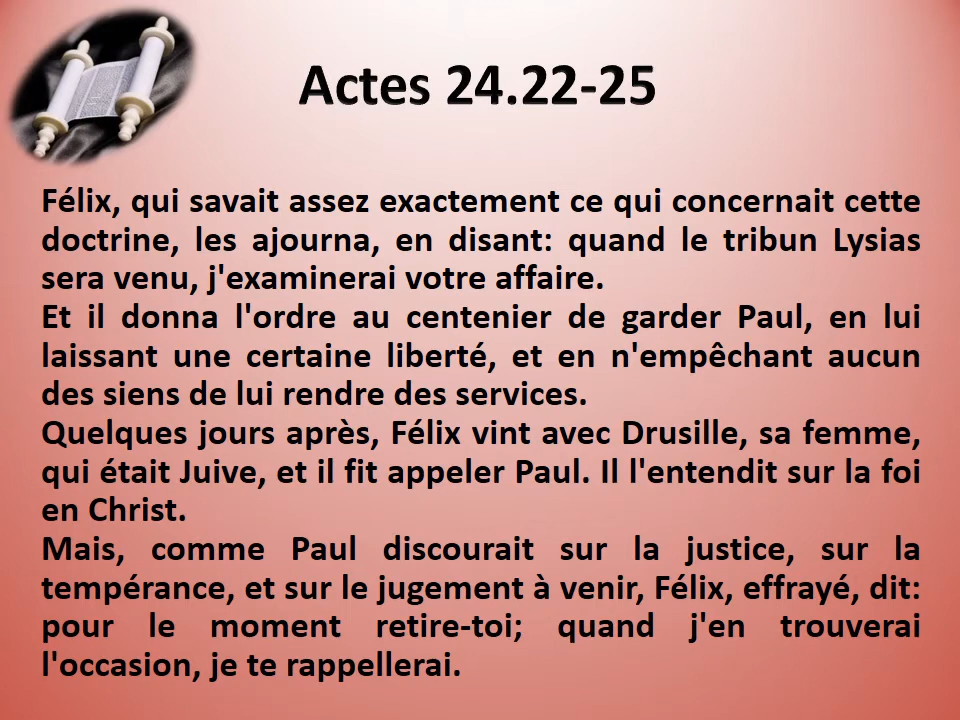 Actes 24.22-25
Félix, qui savait assez exactement ce qui concernait cette
doctrine, les ajourna, en disant: quand le tribun Lysias
sera venu, j'examinerai votre affaire.
Et il donna l'ordre au centenier de garder Paul, en lui
laissant une certaine liberté, et en n'empêchant aucun
des siens de lui rendre des services.
Quelques jours après, Félix vint avec Drusille, sa femme,
qui était Juive, et il fit appeler Paul. Il l'entendit sur la foi
en Christ.
Mais, comme Paul discourait sur la justice, sur la
tempérance, et sur le jugement à venir, Félix, effrayé, dit:
pour le moment retire-toi; quand j'en trouverai
l'occasion, je te rappellerai.